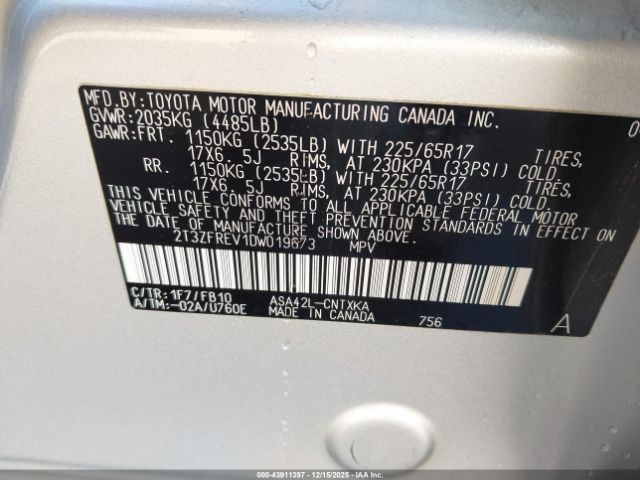 MFD.BY:TOYOTA MOTOR MANUFACTURING CANADA INC.
GVWR:2035KG (4485LB)
GAWR:FRT. 1150KG (2535LB) WITH 225/65R17 TIRES,
17X6.5J RIMS, AT 230KPA (33PSI) COLD.
RR. 1150KG (2535LB) WITH 225/65R17 TIRES,
17X6.5J RIMS, AT 230KPA (33PSI) COLD.
THIS VEHICLE CONFORMS TO ALL APPLICABLE FEDERAL MOTOR
VEHICLE SAFETY AND THEFT PREVENTION STANDARDS IN EFFECT ON
THE DATE OF MANUFACTURE SHOWN ABOVE.
2T3ZFREV1DW019673 MPV
C/TR:1F7/FB10 ASA42L-CNTXKA
A/TM:-02A/U760E MADE IN CANADA 756 A
000-43911397 - 12/15/2025 - IAAI.CA